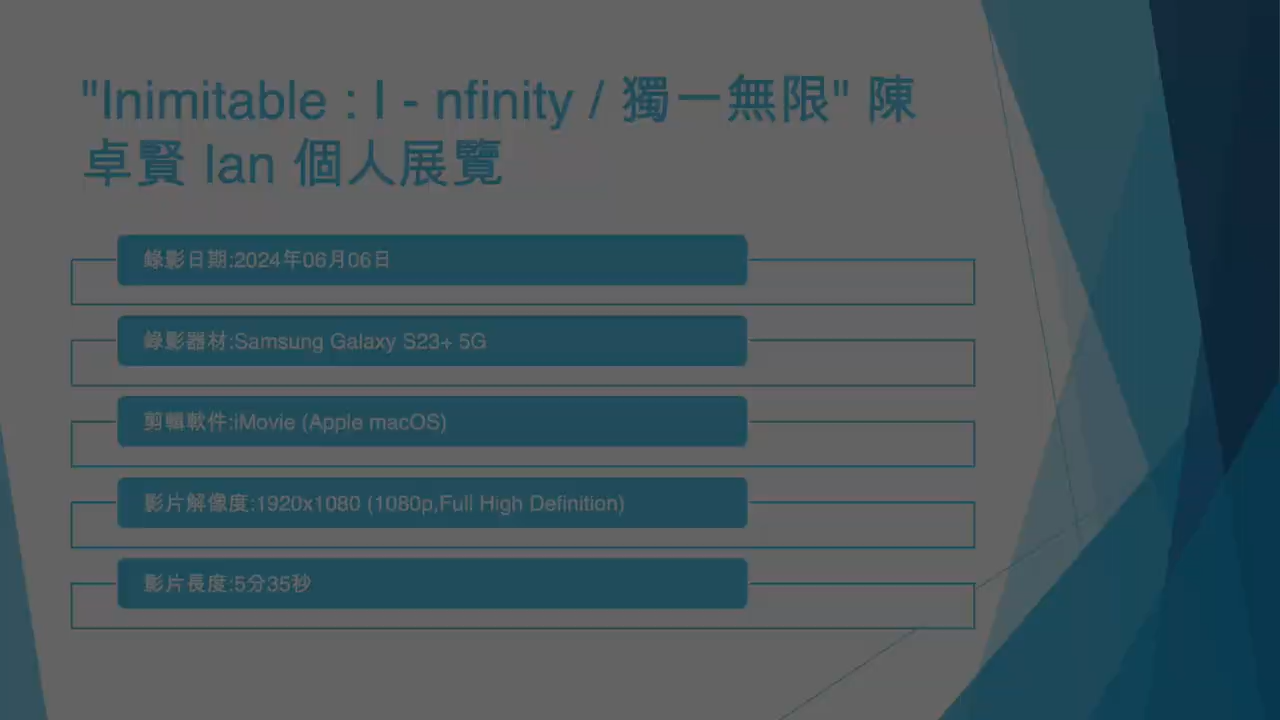 "Inimitable : I - nfinity / 獨一無限" 陳
卓賢 Ian 個人展覽
錄影日期:2024年06月06日
錄影器材:Samsung Galaxy S23+ 5G
剪輯軟件:iMovie (Apple macOS)
影片解像度:1920x1080 (1080p,Full High Definition)
影片長度:5分35秒